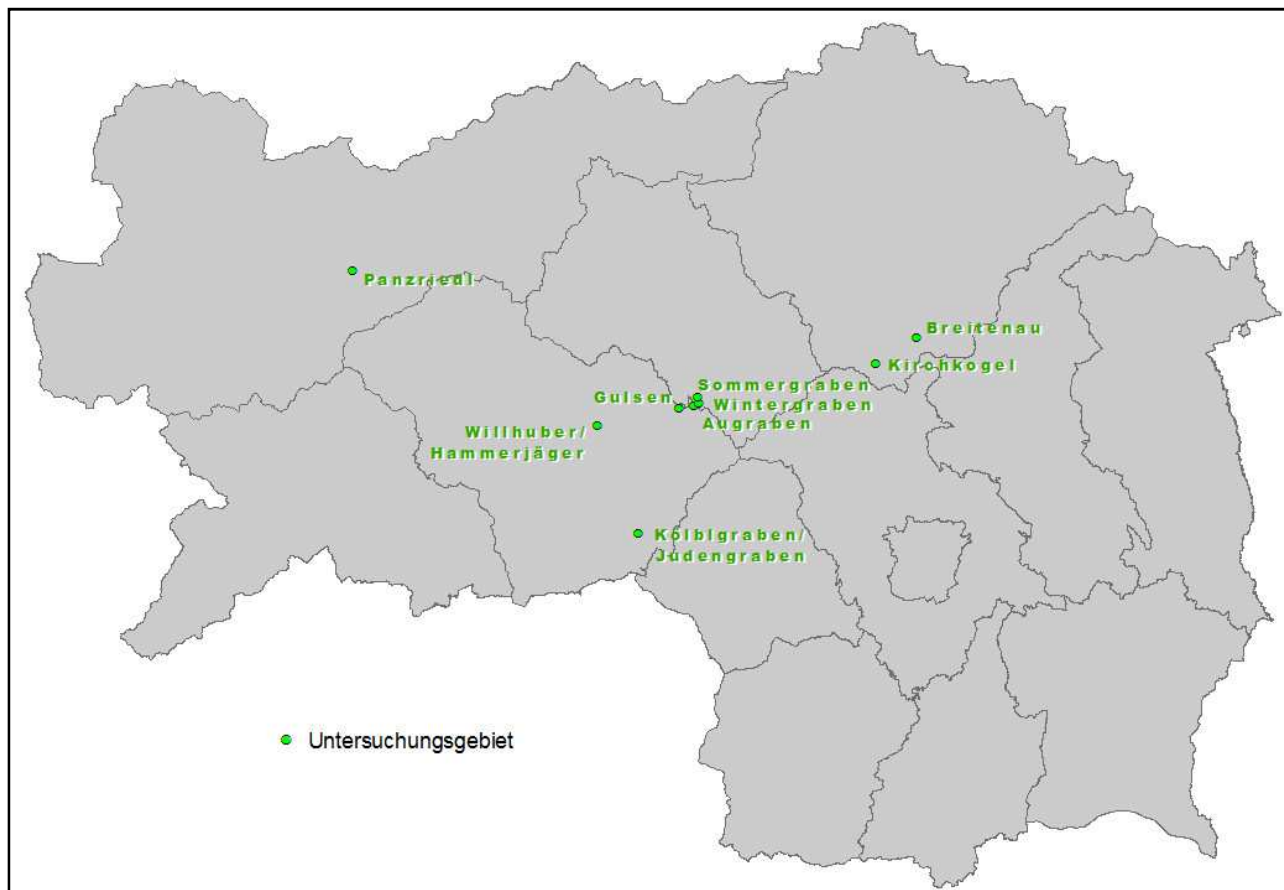 Panzriedl
Breitenau
Kirchkogel
Sommergraben
Gulsen
Wintergraben
Augraben
Willhuber/
Hammerjäger
Kölblgraben/
Judengraben
Untersuchungsgebiet